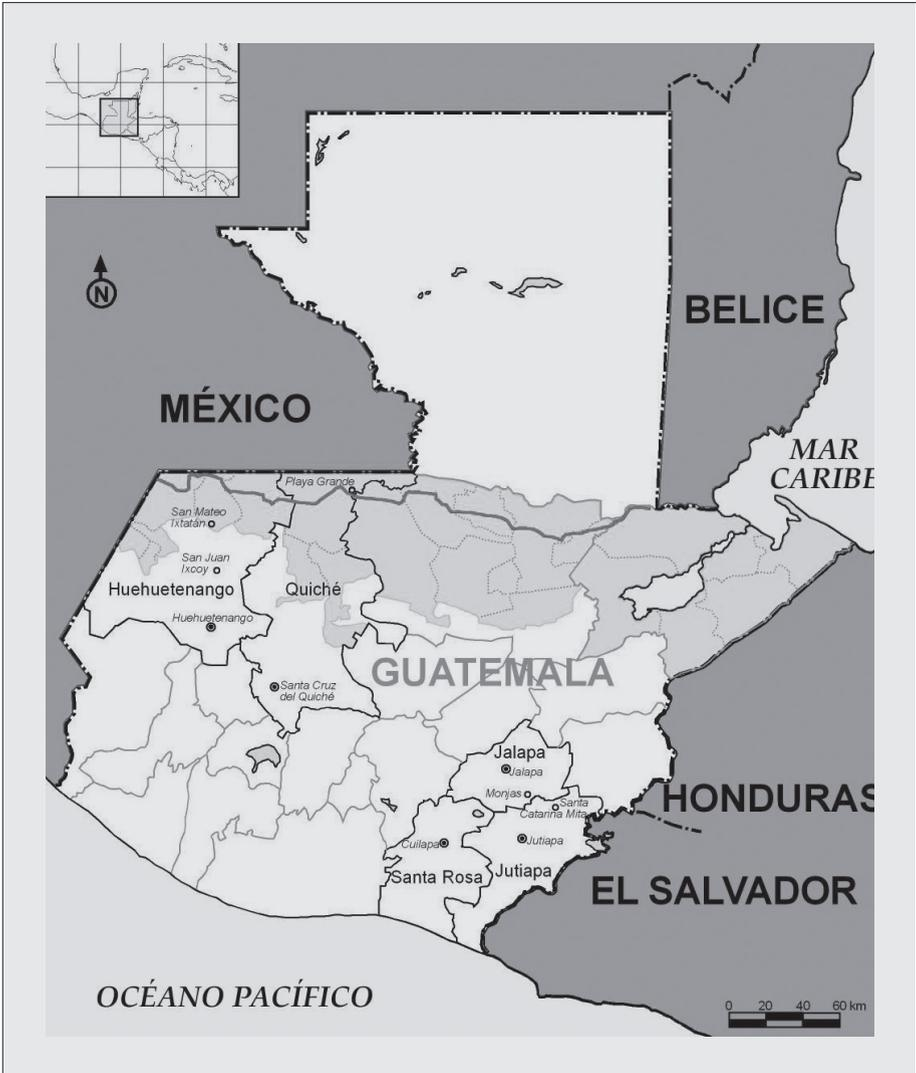 N
BELICE
MÉXICO
MAR
CARIBE
Playa Grande
San Mateo
Ixtatán
San Juan
Ixcoy
Huehuetenango
Quiché
Huehuetenango
GUATEMALA
Santa Cruz
del Quiché
Jalapa
Jalapa
Monjas
Santa
Catarina Mita
HONDURAS
Cuilapa
Jutiapa
Santa Rosa
Jutiapa
EL SALVADOR
OCÉANO PACÍFICO
0 20 40 60 km